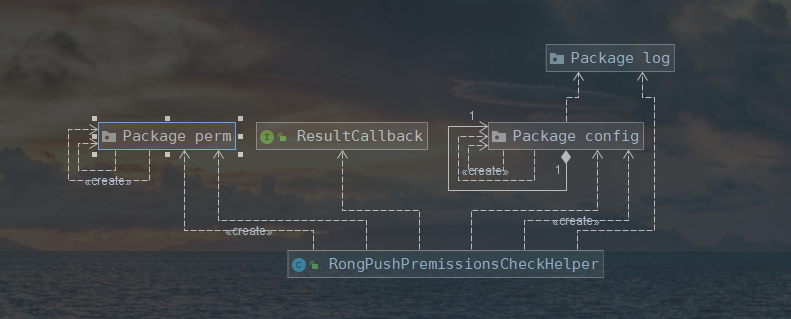 Package log
1
Package perm
I
ResultCallback
Package config
«create»
1
«create»
«create»
«create»
C
RongPushPremissionsCheckHelper